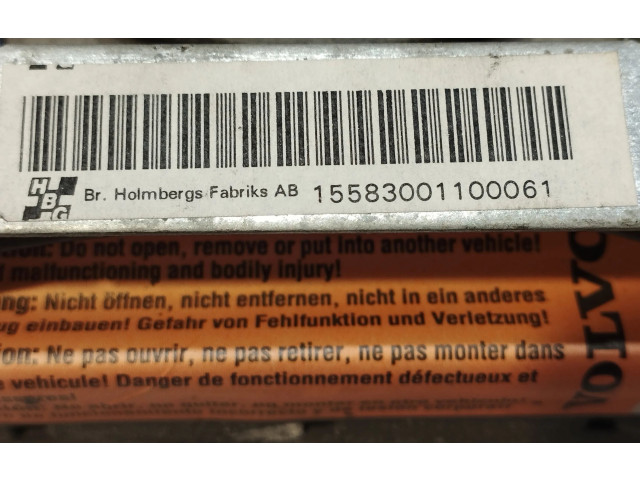 HBG
Br. Holmbergs Fabriks AB 15583001100061
Do not open, remove or put into another vehicle!
malfunctioning and bodily injury!
Nicht öffnen, nicht entfernen, nicht in ein anderes
einbauen! Gefahr von Fehlfunktion und Verletzung!
Ne pas ouvrir, ne pas retirer, ne pas monter dans
vehicule! Danger de fonctionnement défectueux et
VOLVO